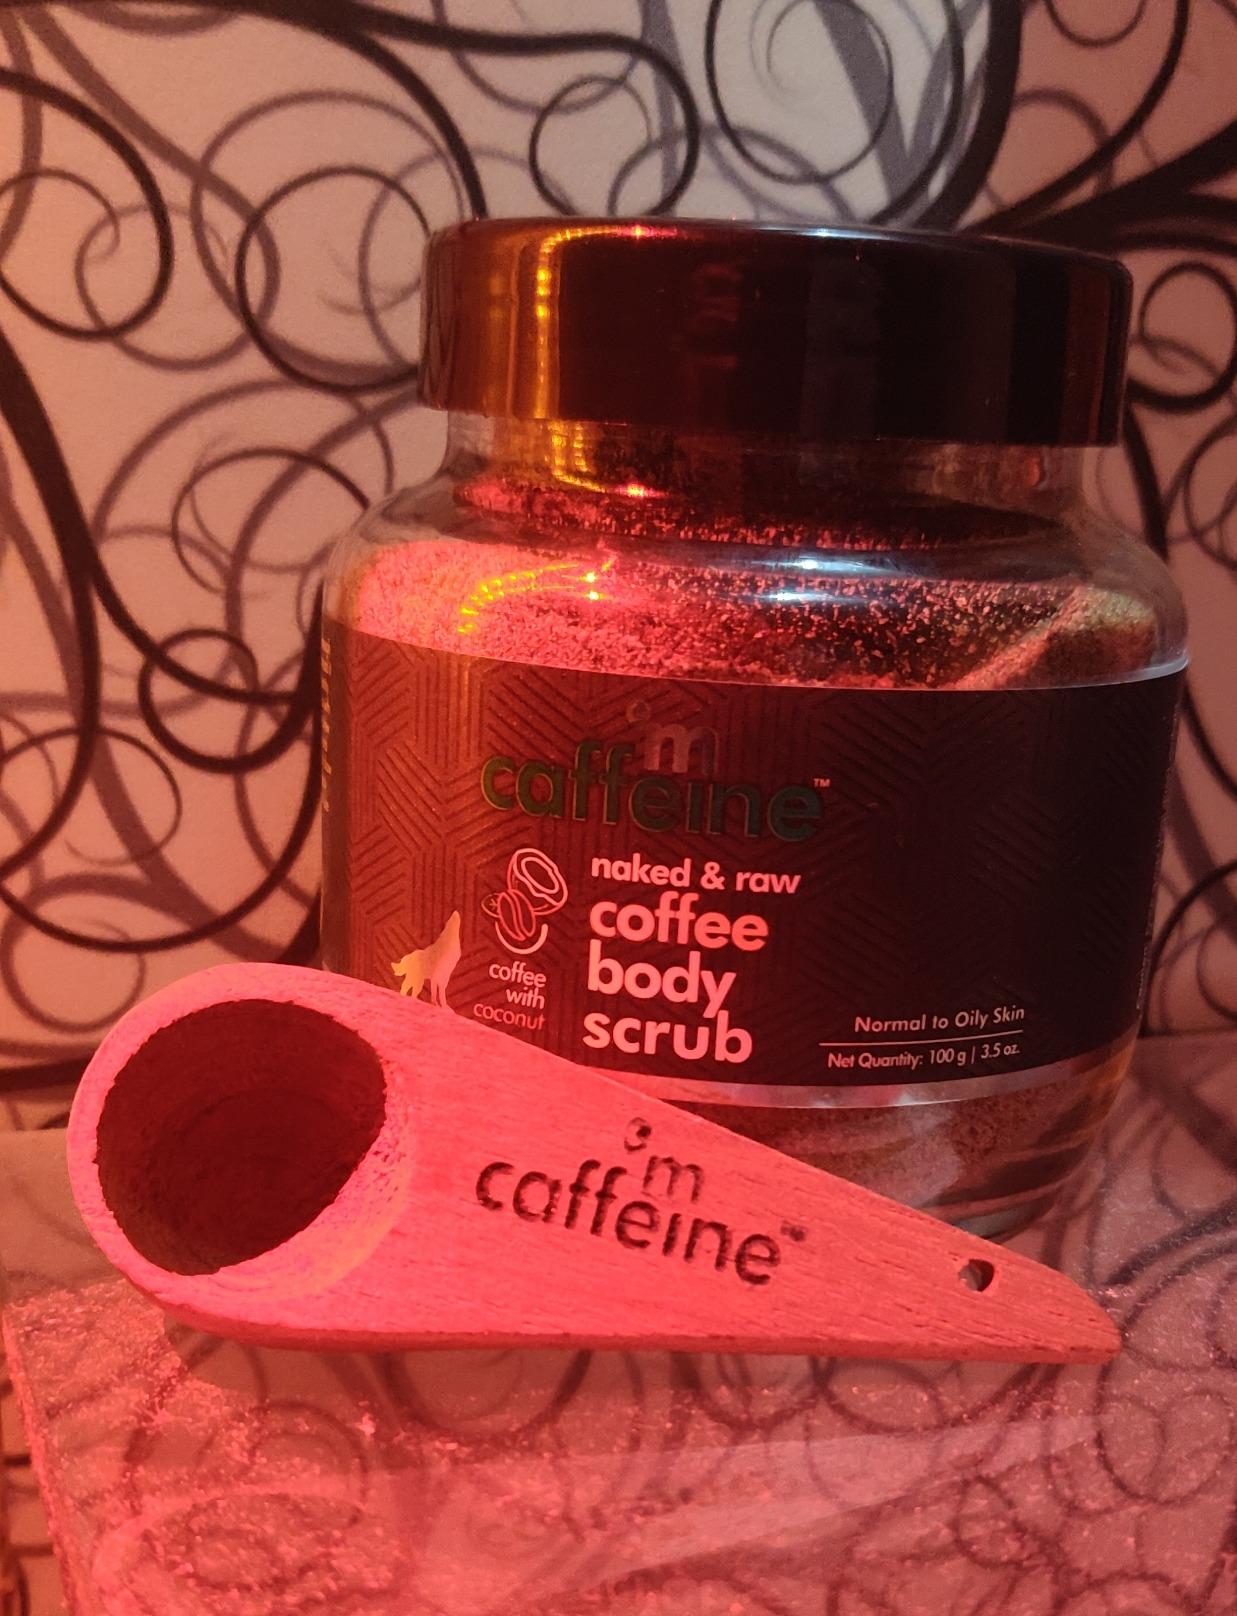 m
caffeine™
naked & raw
coffee
body
scrub
coffee
with
coconut
Normal to Oily Skin
Net Quantity: 100 g | 3.5 oz.
m
caffeine™